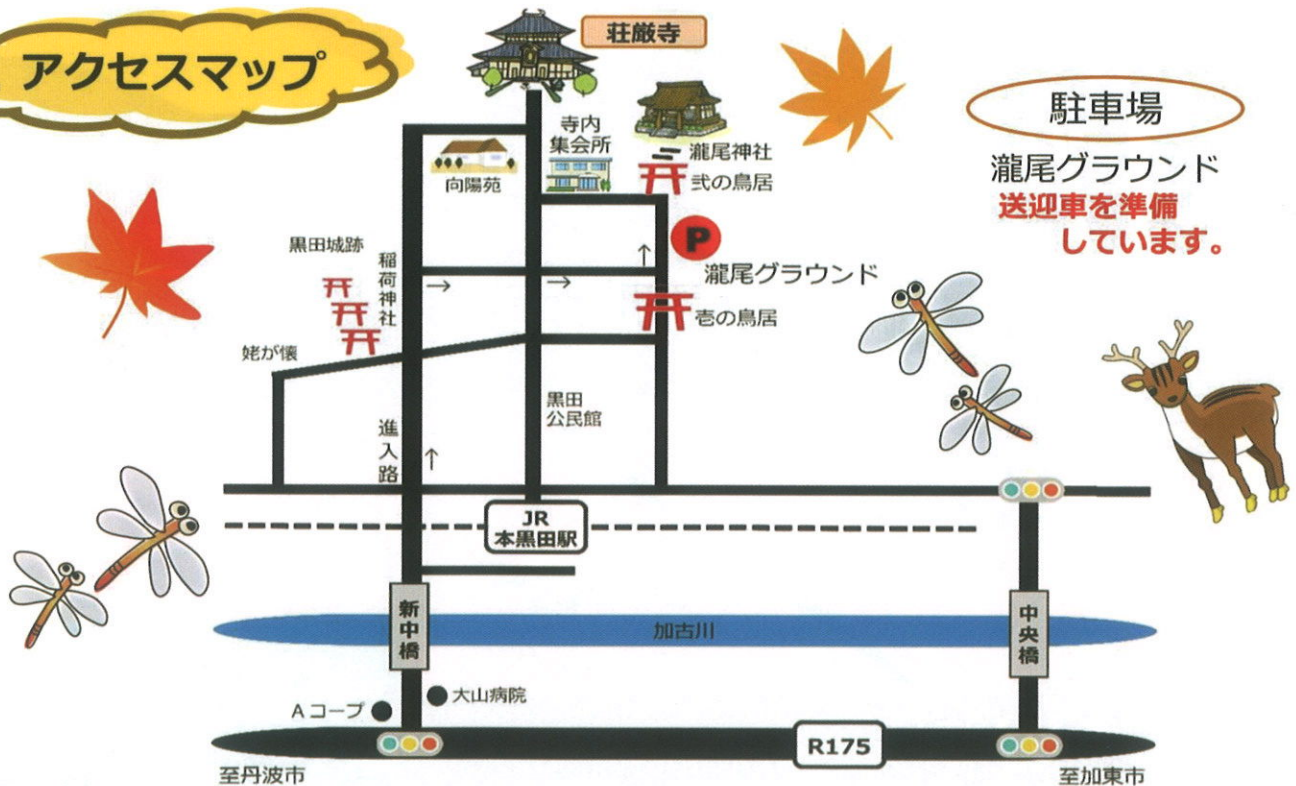 アクセスマップ
荘厳寺
駐車場
瀧尾グラウンド
送迎車を準備
しています。
寺内
集会所
向陽苑
瀧尾神社
弐の鳥居
P
瀧尾グラウンド
黒田城跡
稲荷神社
壱の鳥居
姥が懐
黒田
公民館
進入路
JR
本黒田駅
新中橋
加古川
中央橋
大山病院
Aコープ
R175
至丹波市
至加東市